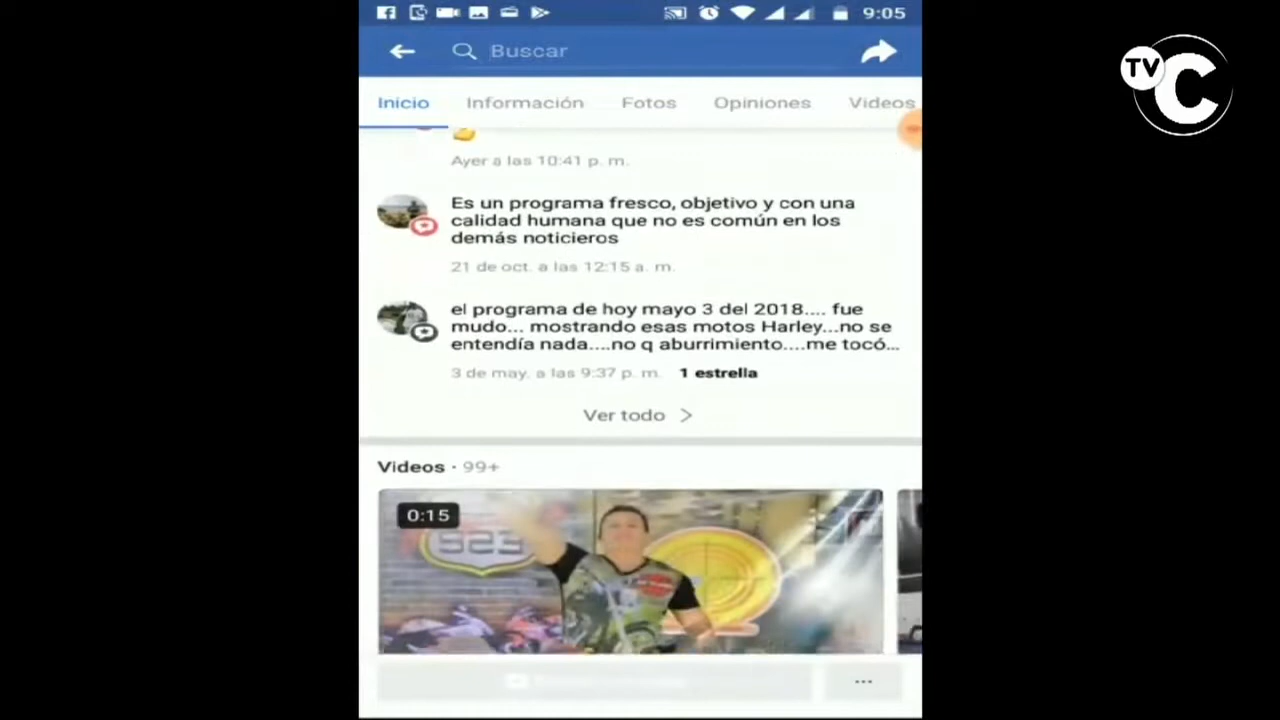 9:05
Buscar
TV C
Inicio Información Fotos Opiniones Videos
Ayer a las 10:41 p. m.
Es un programa fresco, objetivo y con una
calidad humana que no es común en los
demás noticieros
21 de oct. a las 12:15 a. m.
el programa de hoy mayo 3 del 2018.... fue
mudo... mostrando esas motos Harley...no se
entendía nada....no q aburrimiento....me tocó...
3 de may. a las 9:37 p. m. 1 estrella
Ver todo
Videos · 99+
0:15
923